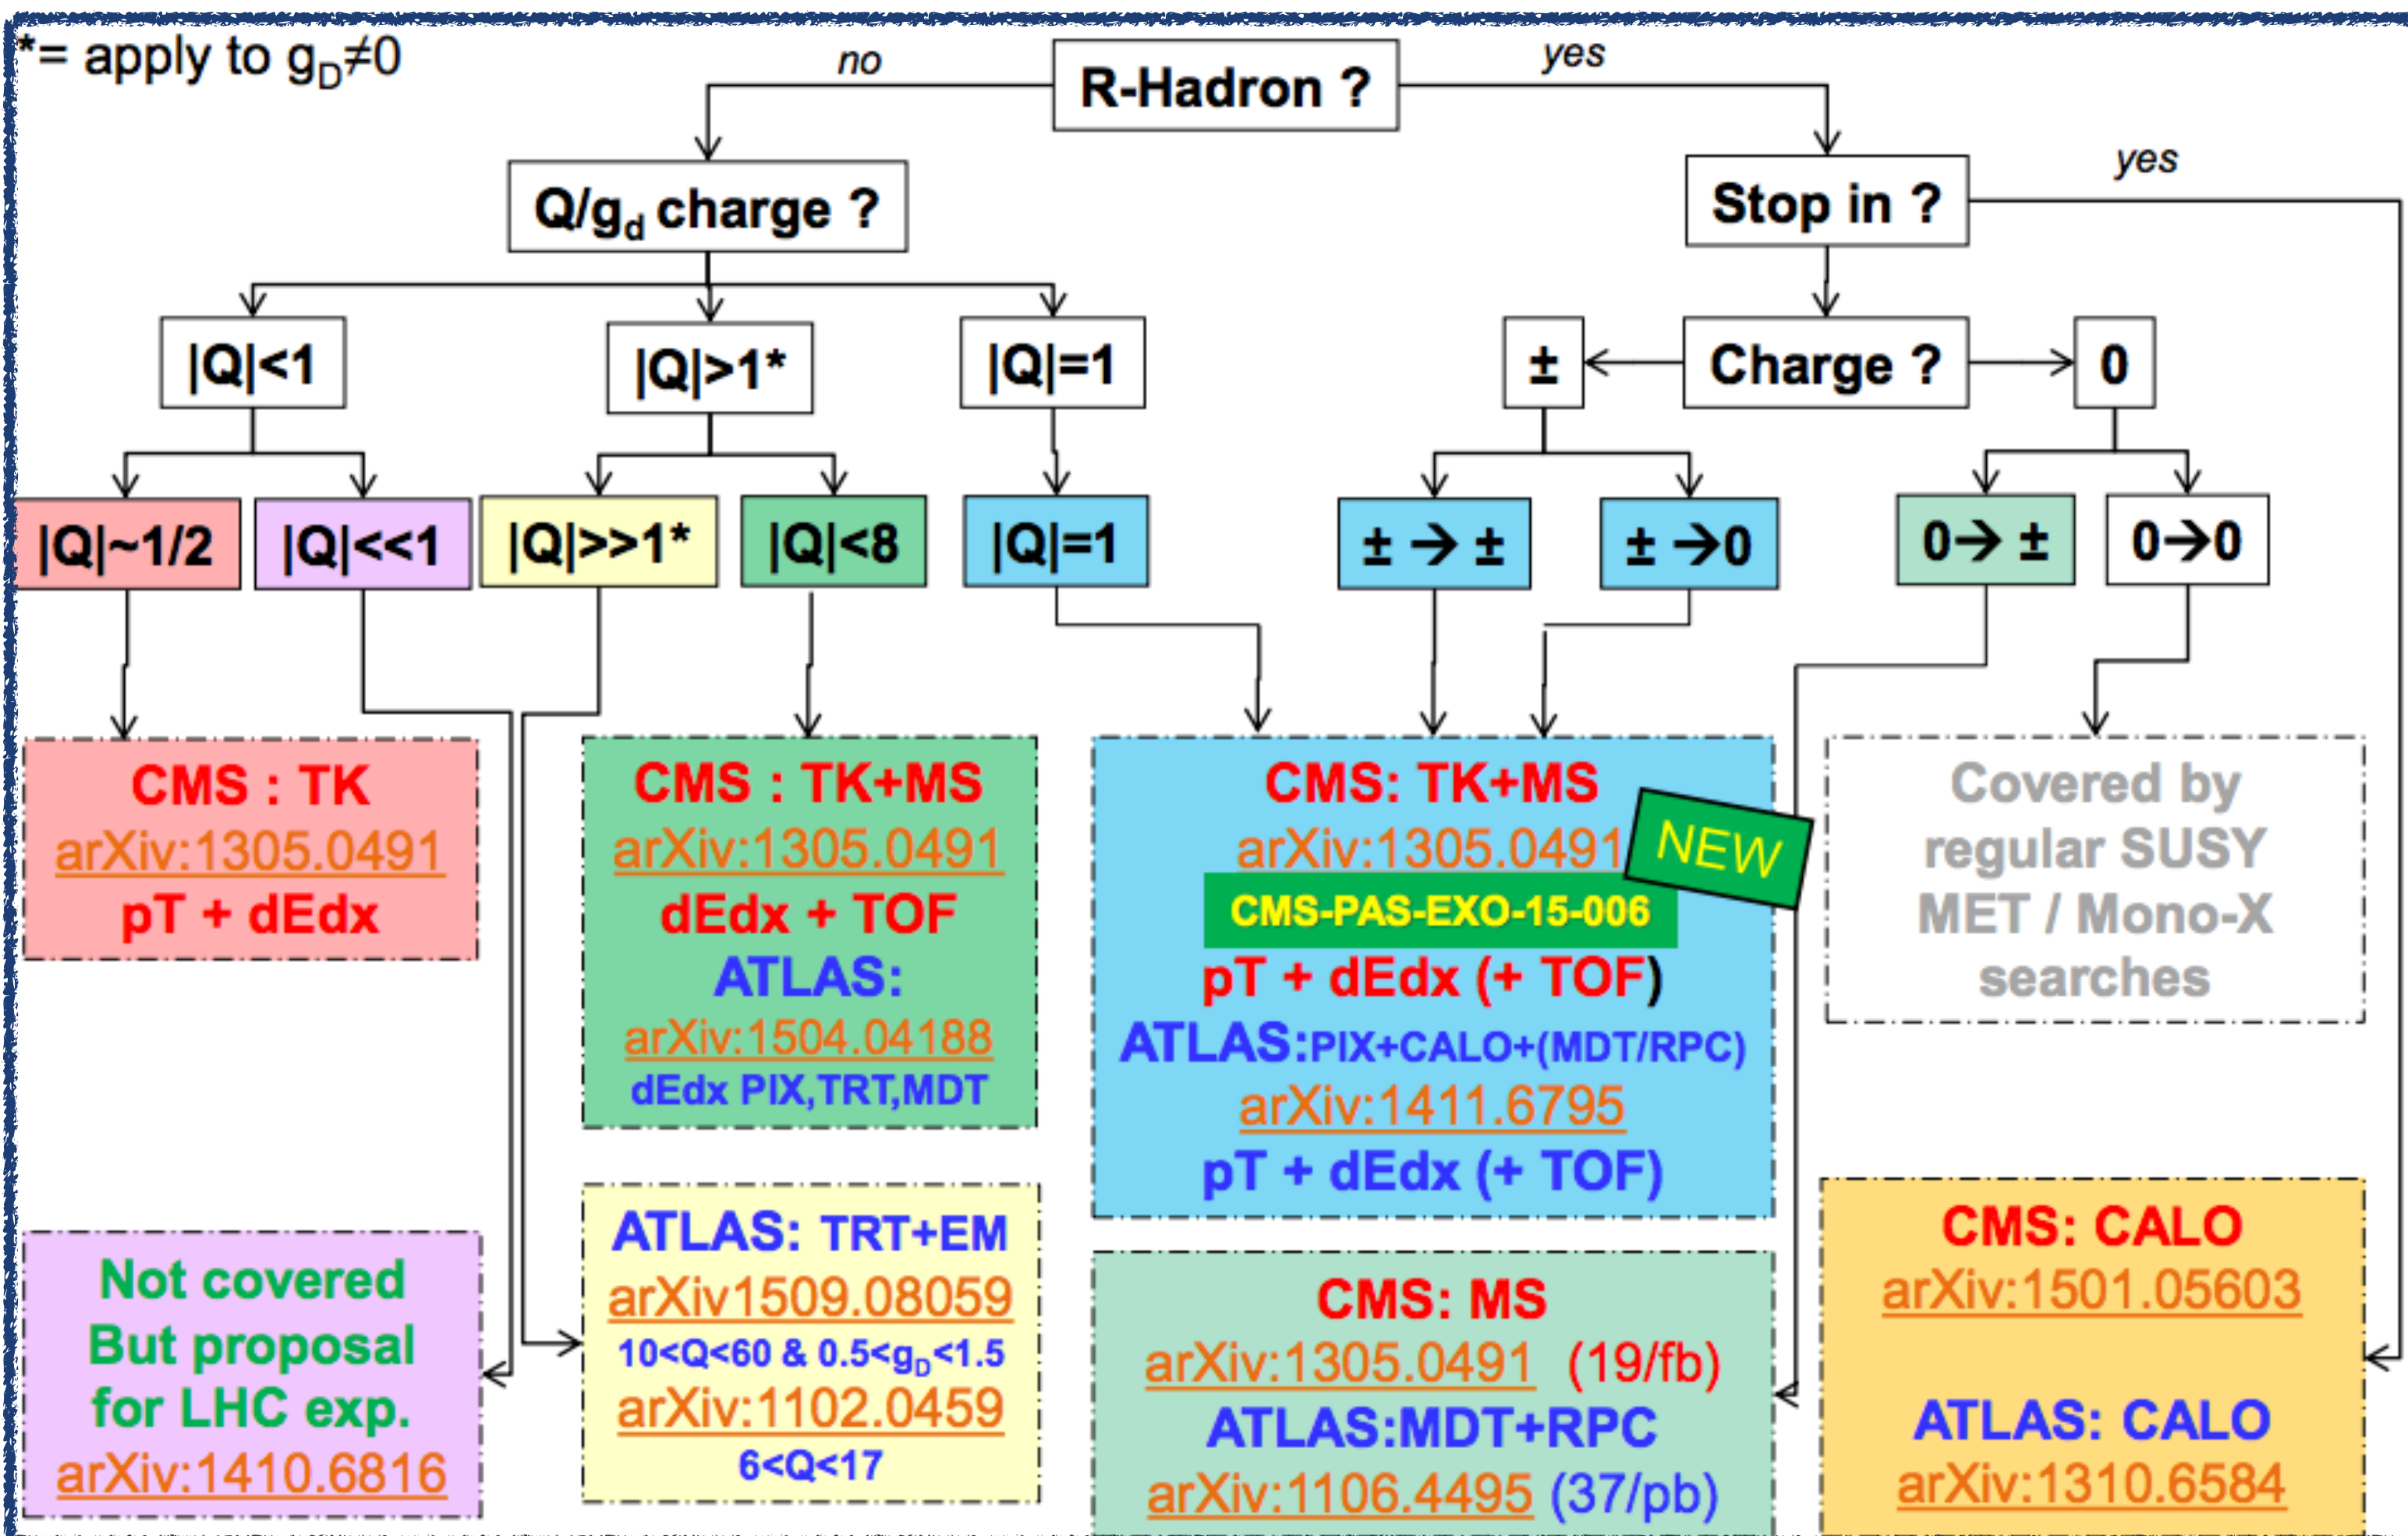 *= apply to gD≠0
no
R-Hadron ?
yes
Q/gd charge ?
Stop in ?
yes
|Q|<1
|Q|>1*
|Q|=1
±
Charge ?
0
|Q|~1/2
|Q|<<1
|Q|>>1*
|Q|<8
|Q|=1
± → ±
± →0
0→ ±
0→0
CMS : TK
arXiv:1305.0491
pT + dEdx
CMS : TK+MS
arXiv:1305.0491
dEdx + TOF
ATLAS:
arXiv:1504.04188
dEdx PIX,TRT,MDT
CMS: TK+MS
arXiv:1305.0491
NEW
CMS-PAS-EXO-15-006
pT + dEdx (+ TOF)
ATLAS:PIX+CALO+(MDT/RPC)
arXiv:1411.6795
pT + dEdx (+ TOF)
Covered by
regular SUSY
MET / Mono-X
searches
Not covered
But proposal
for LHC exp.
arXiv:1410.6816
ATLAS: TRT+EM
arXiv1509.08059
10<Q<60 & 0.5<gD<1.5
arXiv:1102.0459
6<Q<17
CMS: MS
arXiv:1305.0491 (19/fb)
ATLAS:MDT+RPC
arXiv:1106.4495 (37/pb)
CMS: CALO
arXiv:1501.05603
ATLAS: CALO
arXiv:1310.6584